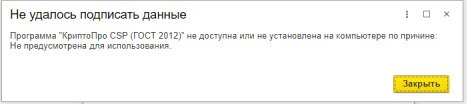 Не удалось подписать данные
Программа "КриптоПро CSP (ГОСТ 2012)" не доступна или не установлена на компьютере по причине:
Не предусмотрена для использования.
Закрыть